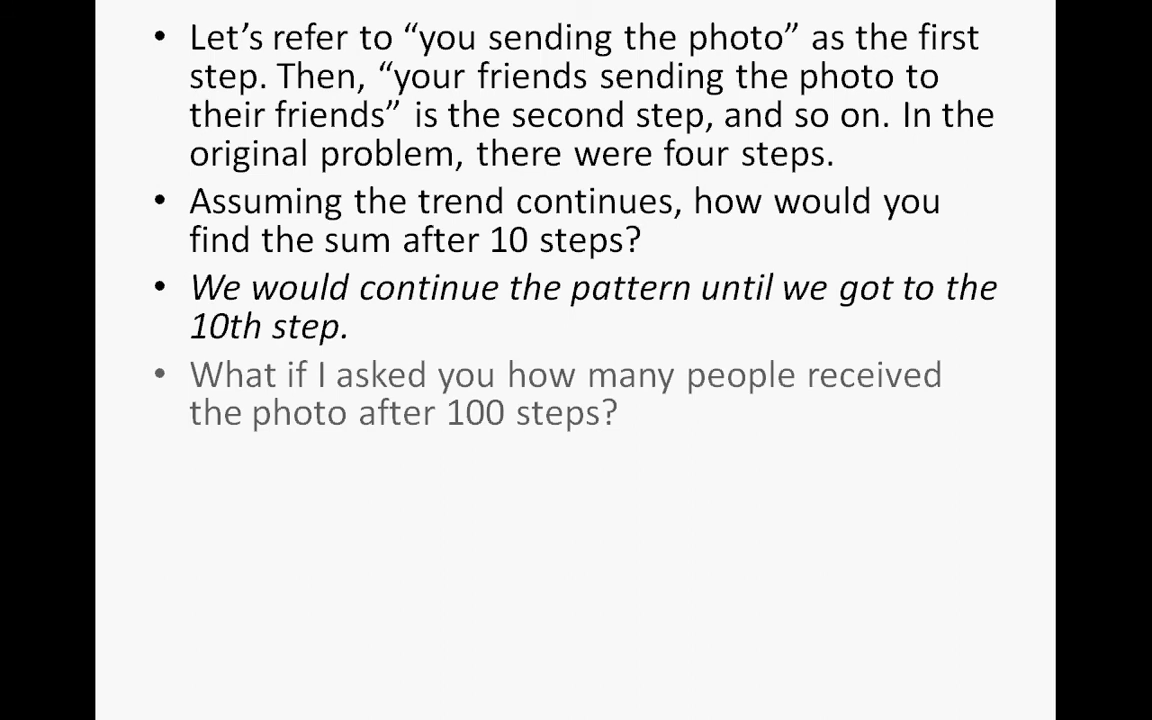 • Let’s refer to “you sending the photo” as the first
step. Then, “your friends sending the photo to
their friends” is the second step, and so on. In the
original problem, there were four steps.
• Assuming the trend continues, how would you
find the sum after 10 steps?
• We would continue the pattern until we got to the
10th step.
• What if I asked you how many people received
the photo after 100 steps?